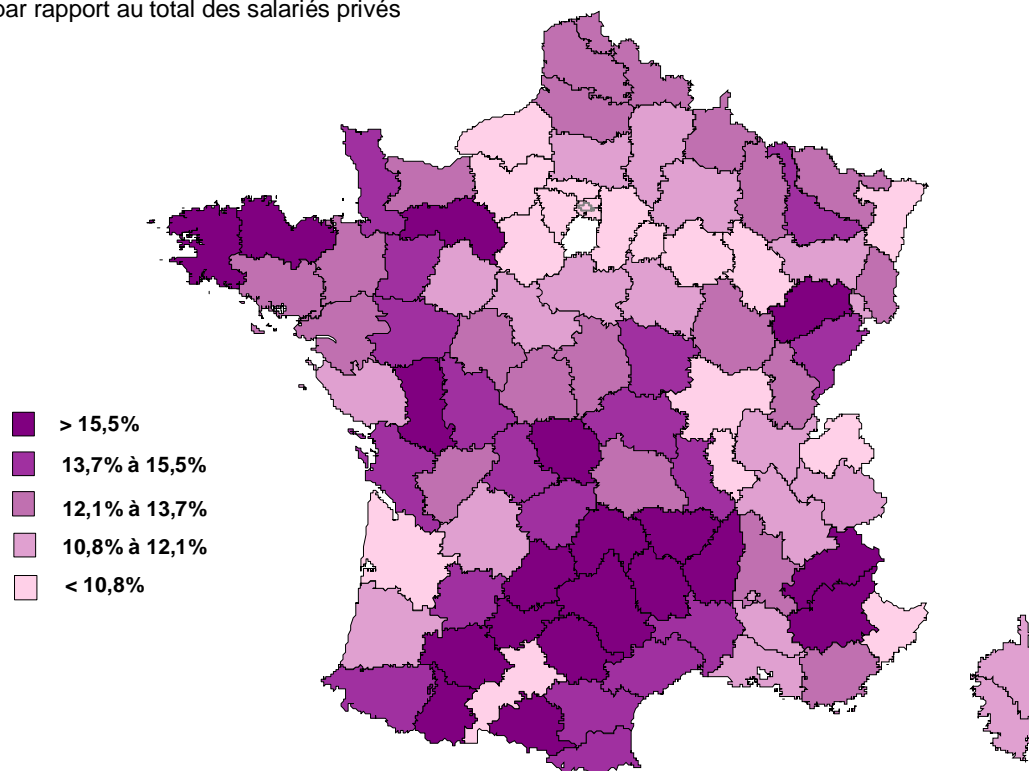 par rapport au total des salariés privés
> 15,5%
13,7% à 15,5%
12,1% à 13,7%
10,8% à 12,1%
< 10,8%